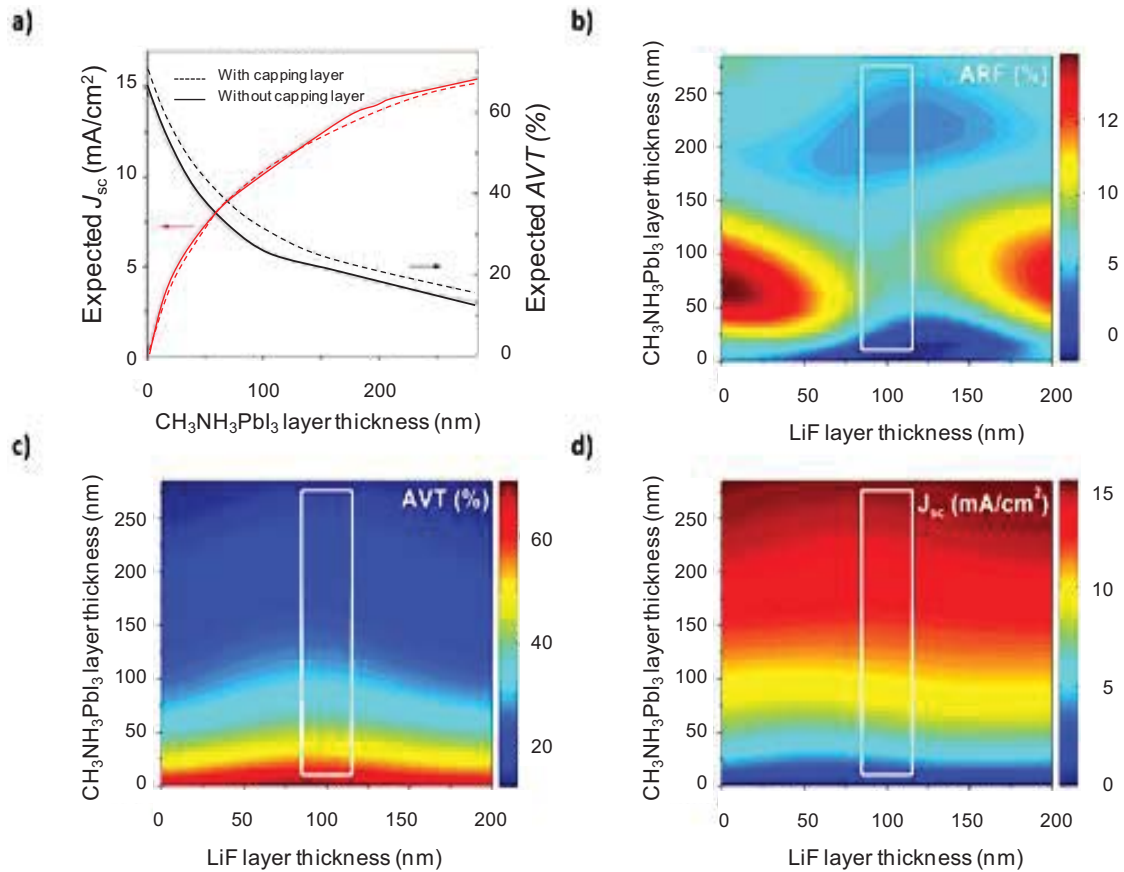 a)
With capping layer
Without capping layer
Expected Jsc (mA/cm²)
15
10
5
0
Expected AVT (%)
60
40
20
0
0 100 200
CH₃NH₃PbI₃ layer thickness (nm)
b)
ARF (%)
CH₃NH₃PbI₃ layer thickness (nm)
250
200
150
100
50
0
0 50 100 150 200
LiF layer thickness (nm)
12
10
5
0
c)
AVT (%)
CH₃NH₃PbI₃ layer thickness (nm)
250
200
150
100
50
0
0 50 100 150 200
LiF layer thickness (nm)
60
40
20
d)
Jsc (mA/cm²)
CH₃NH₃PbI₃ layer thickness (nm)
250
200
150
100
50
0
0 50 100 150 200
LiF layer thickness (nm)
15
10
5
0